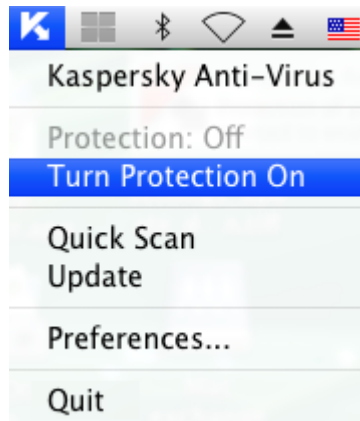 Kaspersky Anti-Virus
Protection: Off
Turn Protection On
Quick Scan
Update
Preferences...
Quit